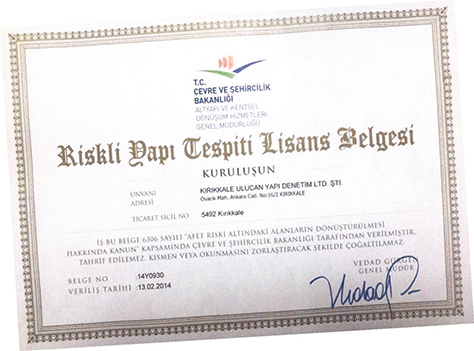 T.C.
ÇEVRE VE ŞEHİRCİLİK
BAKANLIĞI
ALTYAPI VE KENTSEL
DÖNÜŞÜM HİZMETLERİ
GENEL MÜDÜRLÜĞÜ
Riskli Yapı Tespiti Lisans Belgesi
KURULUŞUN
ÜNVANI KIRIKKALE ULUCAN YAPI DENETİM LTD. ŞTİ.
ADRESİ Ovacık Mah. Ankara Cad. No:16/2 KIRIKKALE
TİCARET SİCİL NO 5492 Kırıkkale
İŞ BU BELGE 6306 SAYILI "AFET RİSKİ ALTINDAKİ ALANLARIN DÖNÜŞTÜRÜLMESİ
HAKKINDA KANUN" KAPSAMINDA ÇEVRE VE ŞEHİRCİLİK BAKANLIĞI TARAFINDAN VERİLMİŞTİR.
TAHRİF EDİLEMEZ. KISMEN VEYA OKUNMASINI ZORLAŞTIRACAK ŞEKİLDE ÇOĞALTILAMAZ.
BELGE NO :14Y0930
VERİLİŞ TARİHİ :13.02.2014
VEDAD GÜRGEN
GENEL MÜDÜR